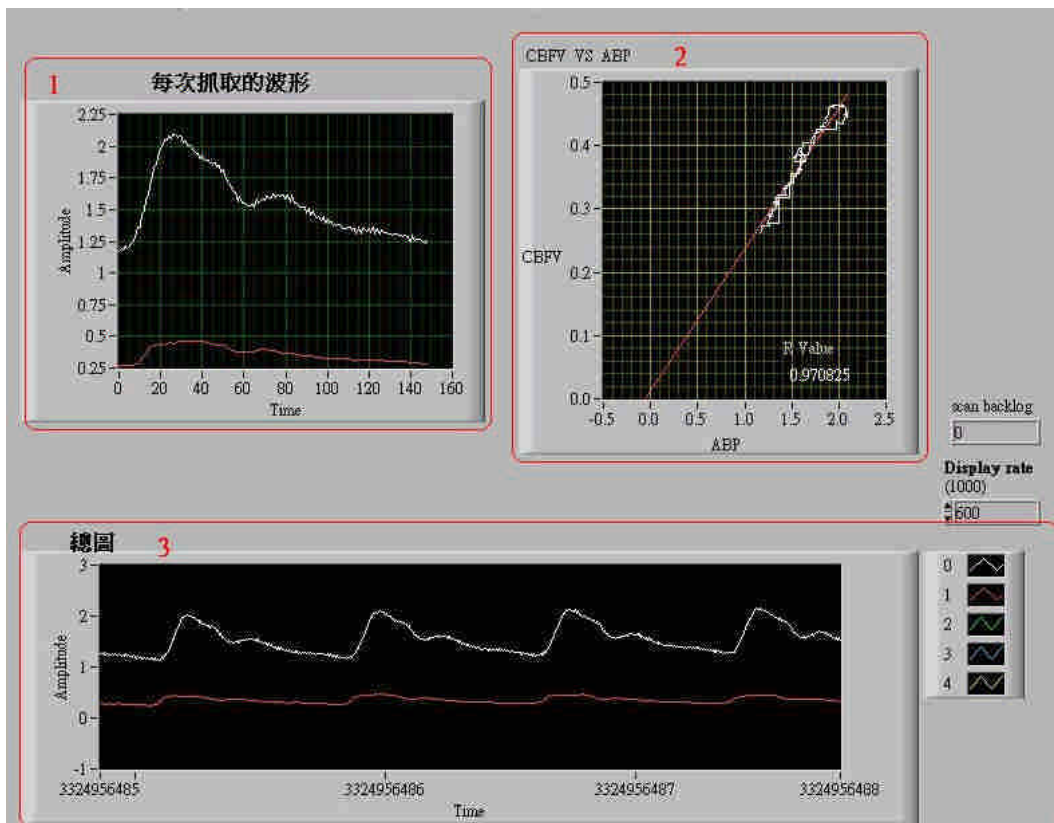 1 每次抓取的波形
2.25
2
1.75
1.5
1.25
1
0.75
0.5
0.25
Amplitude
0 20 40 60 80 100 120 140 160
Time
CBFV VS ABP 2
0.5
0.4
0.3
0.2
0.1
0.0
CBFV
R Value
0.970825
-0.5 0.0 0.5 1.0 1.5 2.0 2.5
ABP
scan backlog
0
Display rate
(1000)
600
總圖 3
3
2
1
0
-1
Amplitude
3324956485 3324956486 3324956487 3324956488
Time
0
1
2
3
4